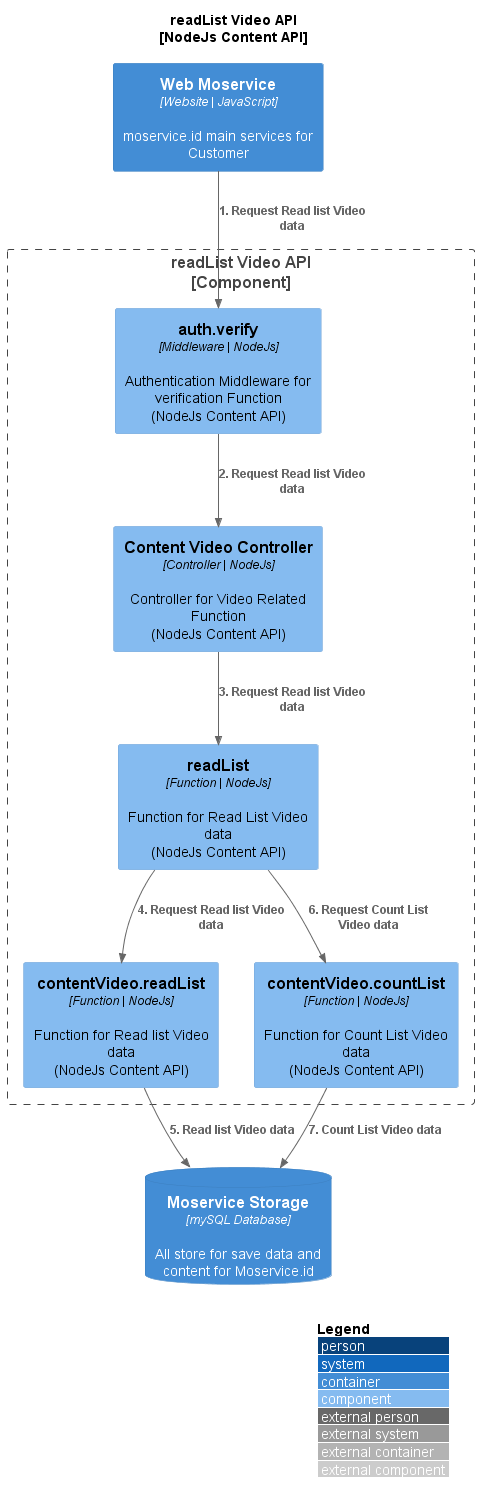 readList Video API
[NodeJs Content API]
Web Moservice
[Website | JavaScript]
moservice.id main services for
Customer
1. Request Read list Video
data
readList Video API
[Component]
auth.verify
[Middleware | NodeJs]
Authentication Middleware for
verification Function
(NodeJs Content API)
2. Request Read list Video
data
Content Video Controller
[Controller | NodeJs]
Controller for Video Related
Function
(NodeJs Content API)
3. Request Read list Video
data
readList
[Function | NodeJs]
Function for Read List Video
data
(NodeJs Content API)
4. Request Read list Video
data
6. Request Count List
Video data
contentVideo.readList
[Function | NodeJs]
Function for Read list Video
data
(NodeJs Content API)
contentVideo.countList
[Function | NodeJs]
Function for Count List Video
data
(NodeJs Content API)
5. Read list Video data
7. Count List Video data
Moservice Storage
[mySQL Database]
All store for save data and
content for Moservice.id
Legend
person
system
container
component
external person
external system
external container
external component